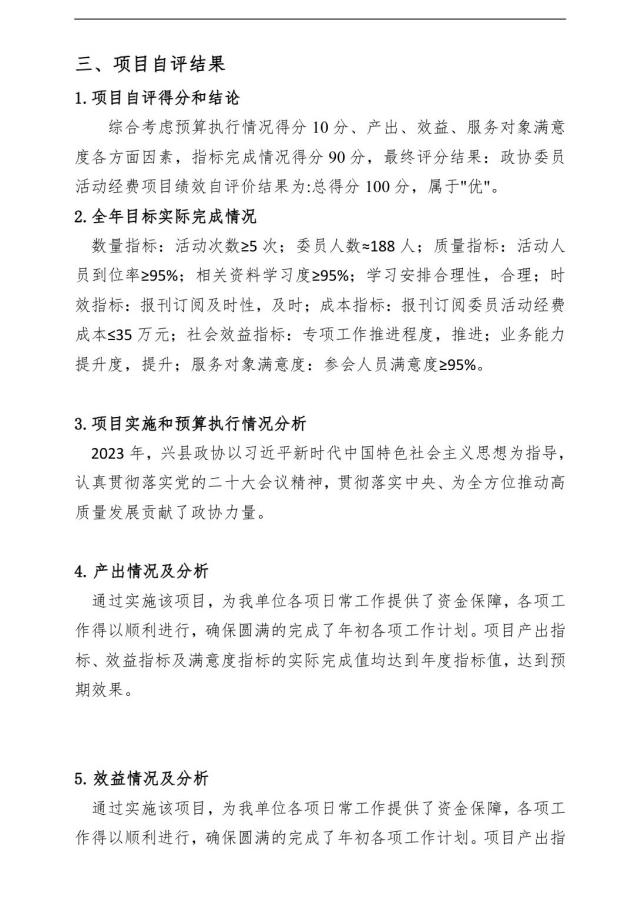 三、项目自评结果
1.项目自评得分和结论
综合考虑预算执行情况得分 10 分、产出、效益、服务对象满意
度各方面因素，指标完成情况得分 90 分，最终评分结果：政协委员
活动经费项目绩效自评价结果为:总得分 100 分，属于"优"。
2.全年目标实际完成情况
数量指标：活动次数≥5 次；委员人数≈188 人；质量指标：活动人
员到位率≥95%；相关资料学习度≥95%；学习安排合理性，合理；时
效指标：报刊订阅及时性，及时；成本指标：报刊订阅委员活动经费
成本≤35 万元；社会效益指标：专项工作推进程度，推进；业务能力
提升度，提升；服务对象满意度：参会人员满意度≥95%。
3.项目实施和预算执行情况分析
2023 年，兴县政协以习近平新时代中国特色社会主义思想为指导，
认真贯彻落实党的二十大会议精神，贯彻落实中央、为全方位推动高
质量发展贡献了政协力量。
4.产出情况及分析
通过实施该项目，为我单位各项日常工作提供了资金保障，各项工
作得以顺利进行，确保圆满的完成了年初各项工作计划。项目产出指
标、效益指标及满意度指标的实际完成值均达到年度指标值，达到预
期效果。
5.效益情况及分析
通过实施该项目，为我单位各项日常工作提供了资金保障，各项工
作得以顺利进行，确保圆满的完成了年初各项工作计划。项目产出指